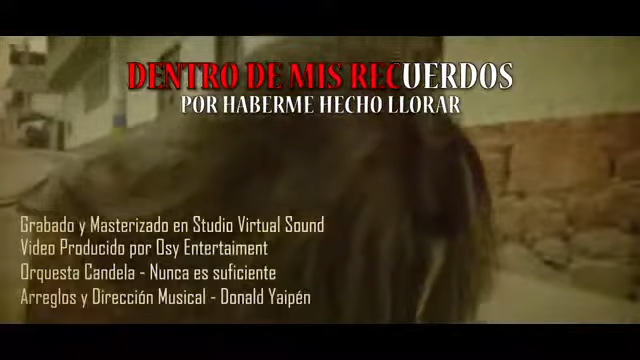 DENTRO DE MIS RECUERDOS
POR HABERME HECHO LLORAR
Grabado y Masterizado en Studio Virtual Sound
Video Producido por Osy Entertaiment
Orquesta Candela - Nunca es suficiente
Arreglos y Dirección Musical - Donald Yaipén